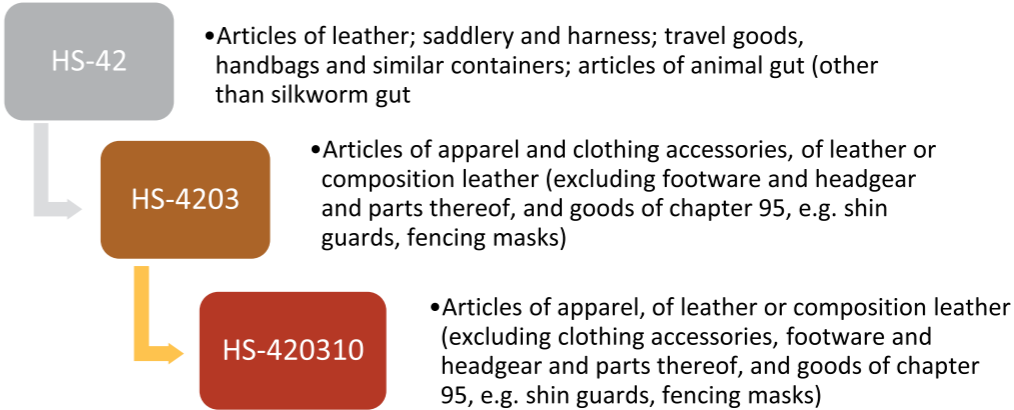 HS-42
•Articles of leather; saddlery and harness; travel goods,
handbags and similar containers; articles of animal gut (other
than silkworm gut
HS-4203
•Articles of apparel and clothing accessories, of leather or
composition leather (excluding footware and headgear
and parts thereof, and goods of chapter 95, e.g. shin
guards, fencing masks)
HS-420310
•Articles of apparel, of leather or composition leather
(excluding clothing accessories, footware and
headgear and parts thereof, and goods of chapter
95, e.g. shin guards, fencing masks)